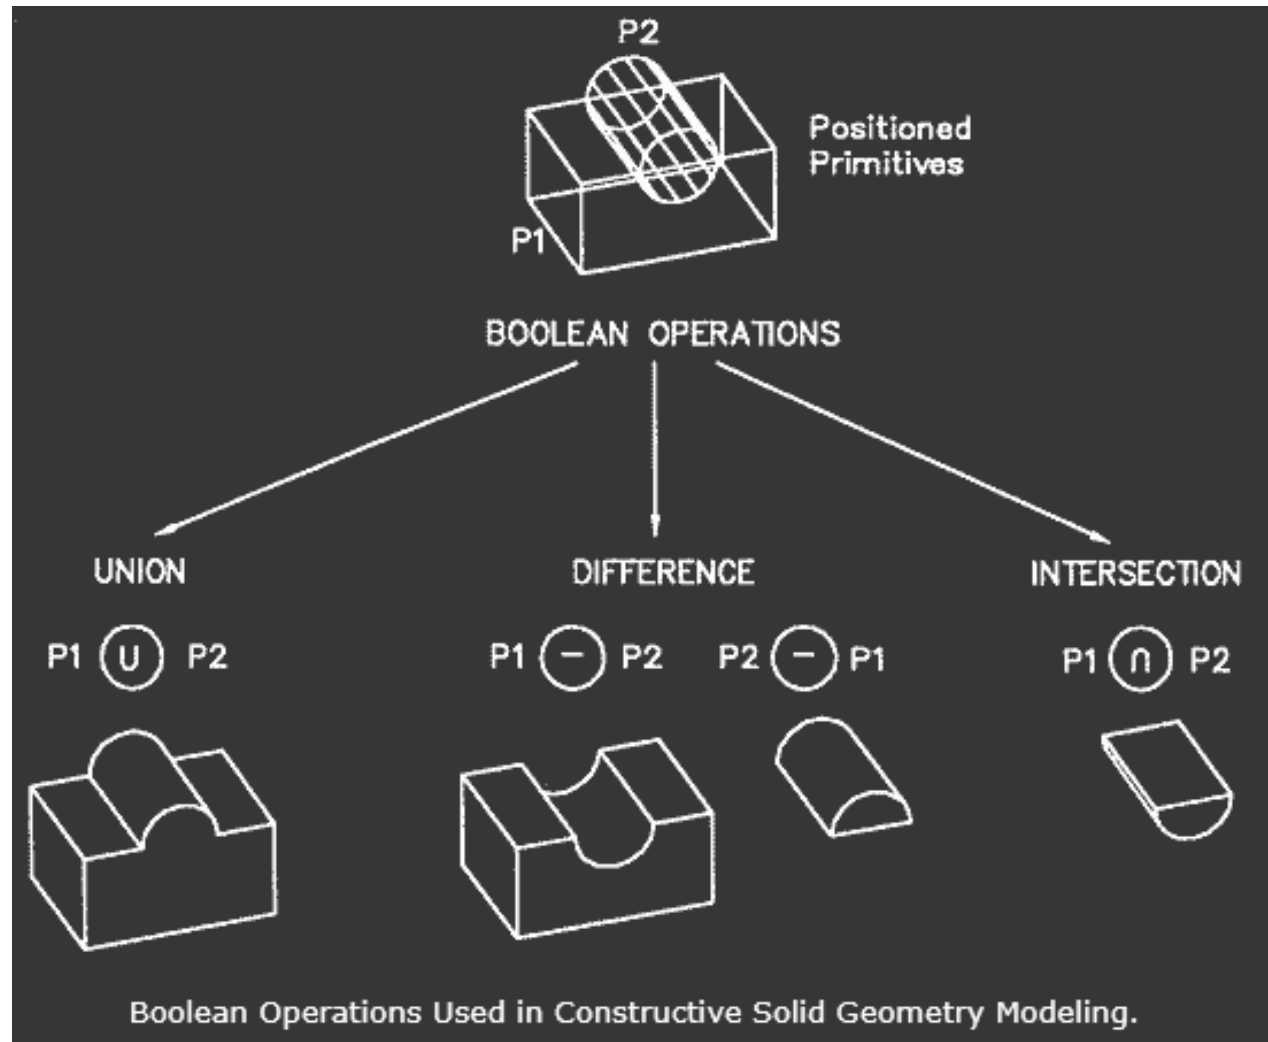 P2
Positioned
Primitives
P1
BOOLEAN OPERATIONS
UNION
DIFFERENCE
INTERSECTION
P1 ∪ P2
P1 − P2
P2 − P1
P1 ∩ P2
Boolean Operations Used in Constructive Solid Geometry Modeling.